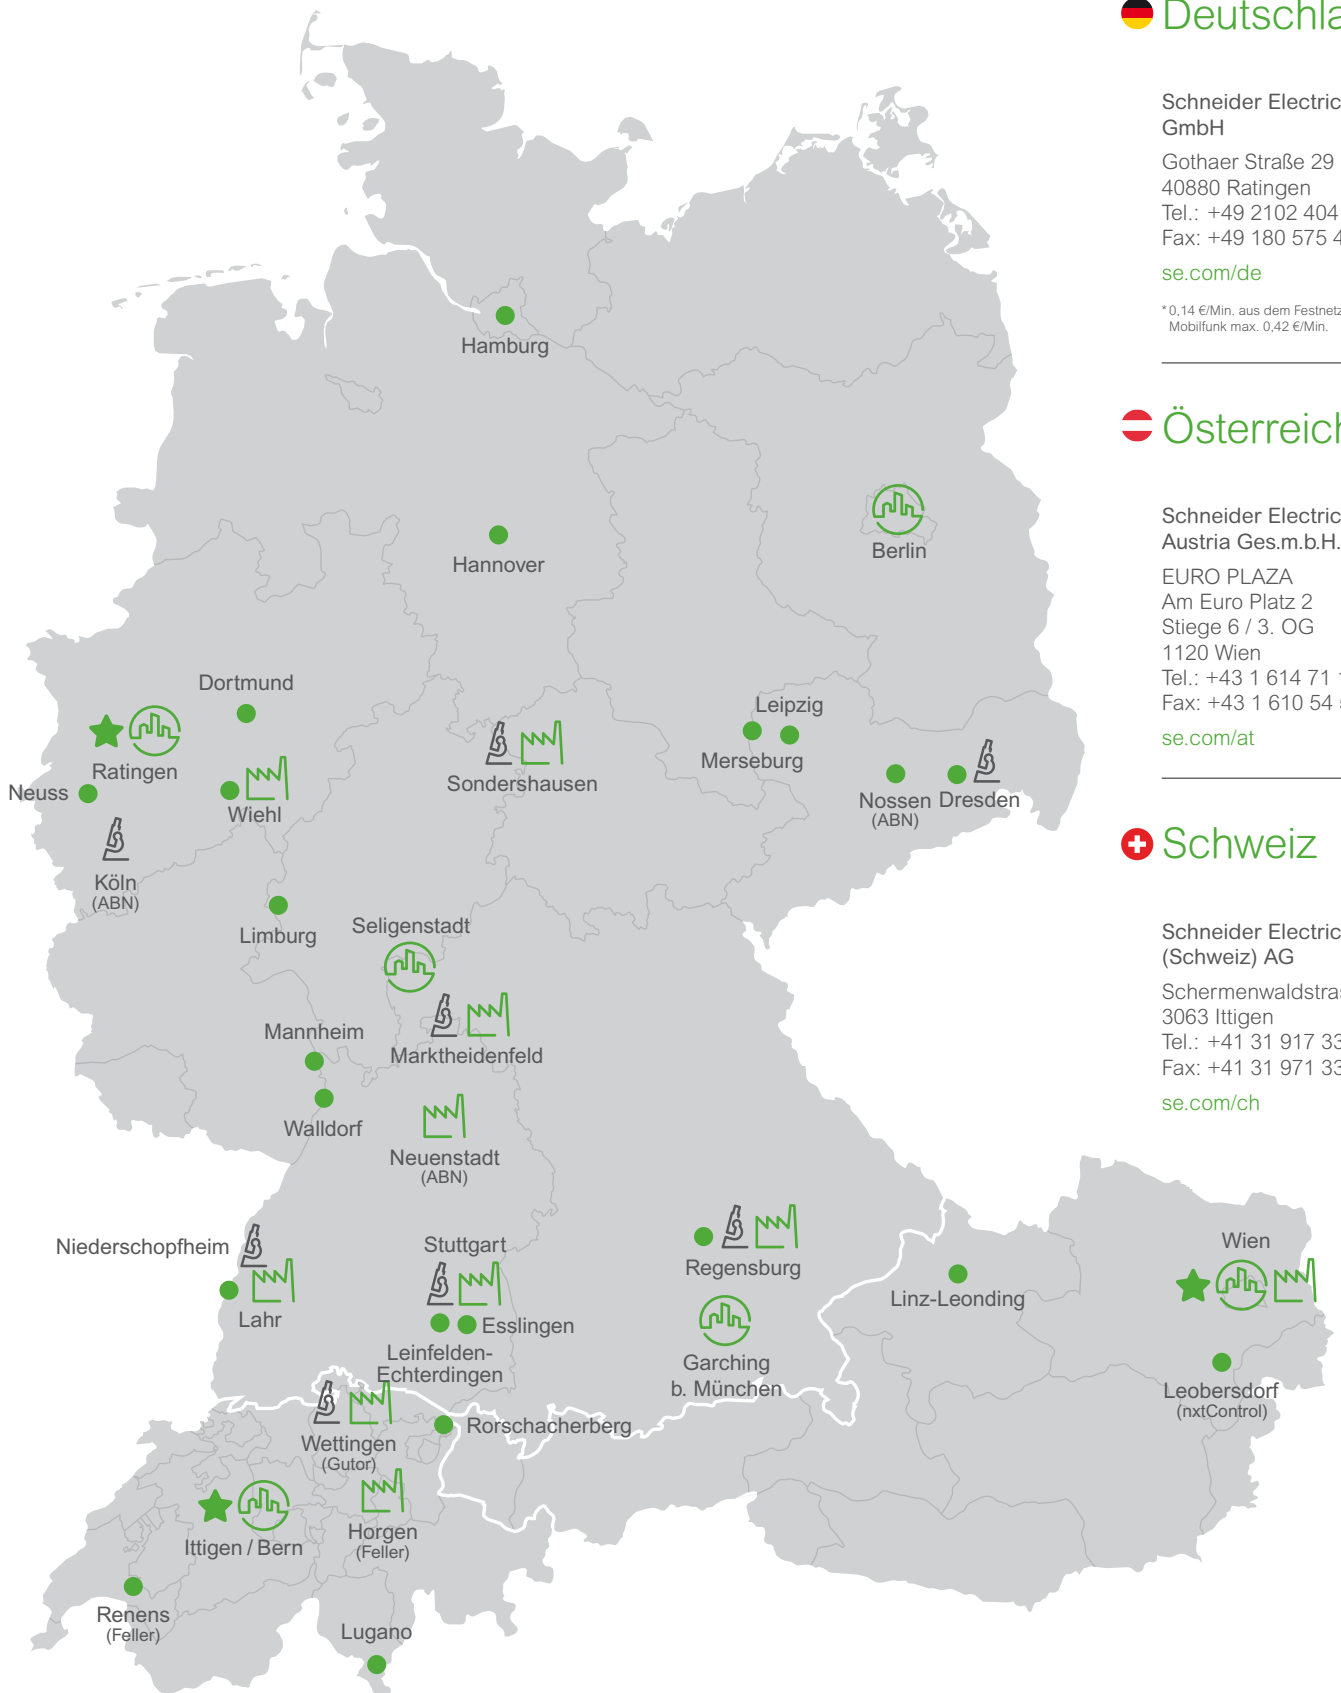 Deutschla
Schneider Electric
GmbH
Gothaer Straße 29
40880 Ratingen
Tel.: +49 2102 404
Fax: +49 180 575 4
se.com/de
* 0,14 €/Min. aus dem Festnetz
Mobilfunk max. 0,42 €/Min.
Österreich
Schneider Electric
Austria Ges.m.b.H.
EURO PLAZA
Am Euro Platz 2
Stiege 6 / 3. OG
1120 Wien
Tel.: +43 1 614 71 1
Fax: +43 1 610 54 5
se.com/at
Schweiz
Schneider Electric
(Schweiz) AG
Schermenwaldstras
3063 Ittigen
Tel.: +41 31 917 33
Fax: +41 31 971 33
se.com/ch
Hamburg
Hannover
Berlin
Dortmund
Ratingen
Neuss
Wiehl
Köln
(ABN)
Sondershausen
Leipzig
Merseburg
Nossen
(ABN)
Dresden
Limburg
Seligenstadt
Mannheim
Marktheidenfeld
Walldorf
Neuenstadt
(ABN)
Niederschopfheim
Lahr
Stuttgart
Esslingen
Leinfelden-
Echterdingen
Regensburg
Garching
b. München
Linz-Leonding
Wien
Leobersdorf
(nxtControl)
Wettingen
(Gutor)
Rorschacherberg
Ittigen / Bern
Horgen
(Feller)
Renens
(Feller)
Lugano